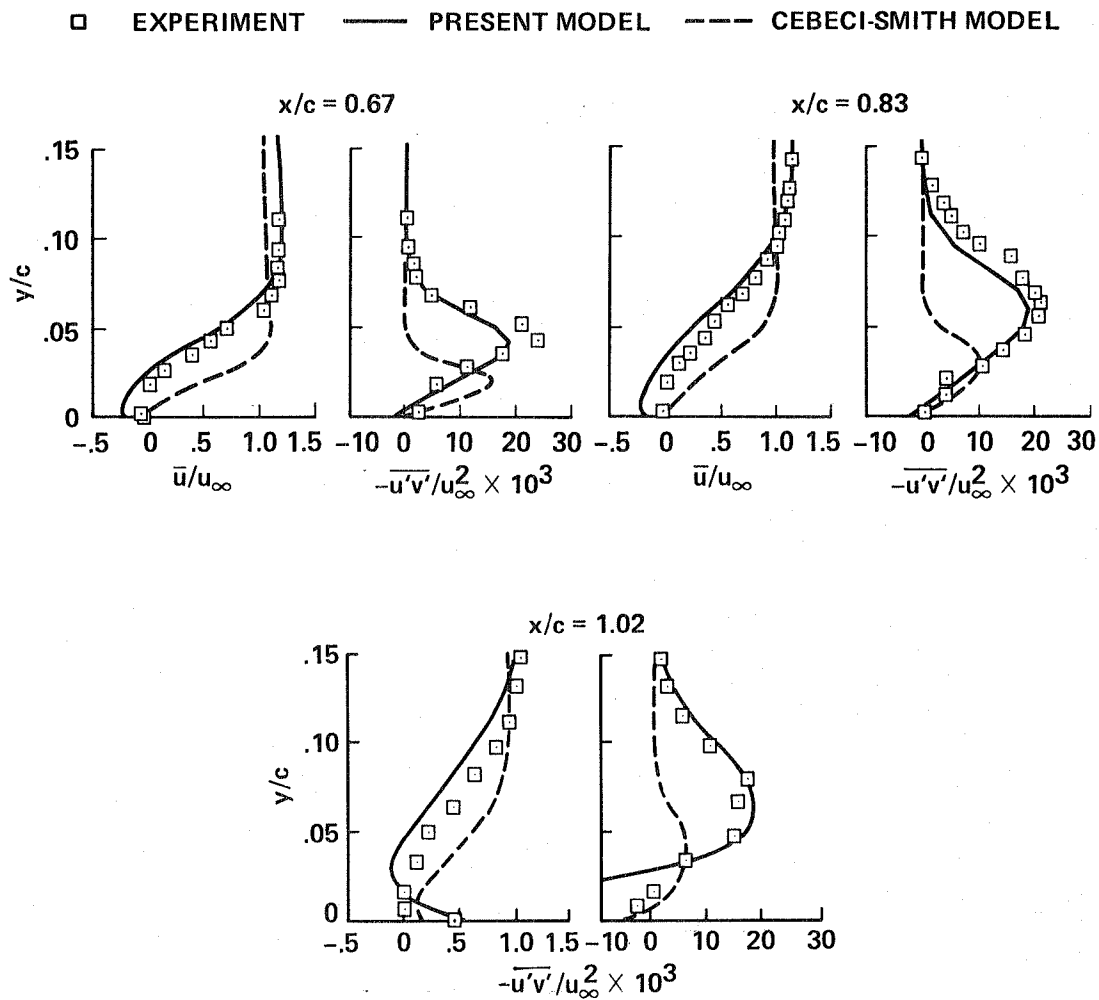 EXPERIMENT PRESENT MODEL CEBECI-SMITH MODEL
x/c = 0.67 x/c = 0.83
.15
.10
y/c
.05
0
-.5 0 .5 1.0 1.5 -10 0 10 20 30 -.5 0 .5 1.0 1.5 -10 0 10 20 30
u̅/u∞ -u'v'/u∞² × 10³ u̅/u∞ -u'v'/u∞² × 10³
x/c = 1.02
.15
.10
y/c
.05
0
-.5 0 .5 1.0 1.5 -10 0 10 20 30
-u'v'/u∞² × 10³